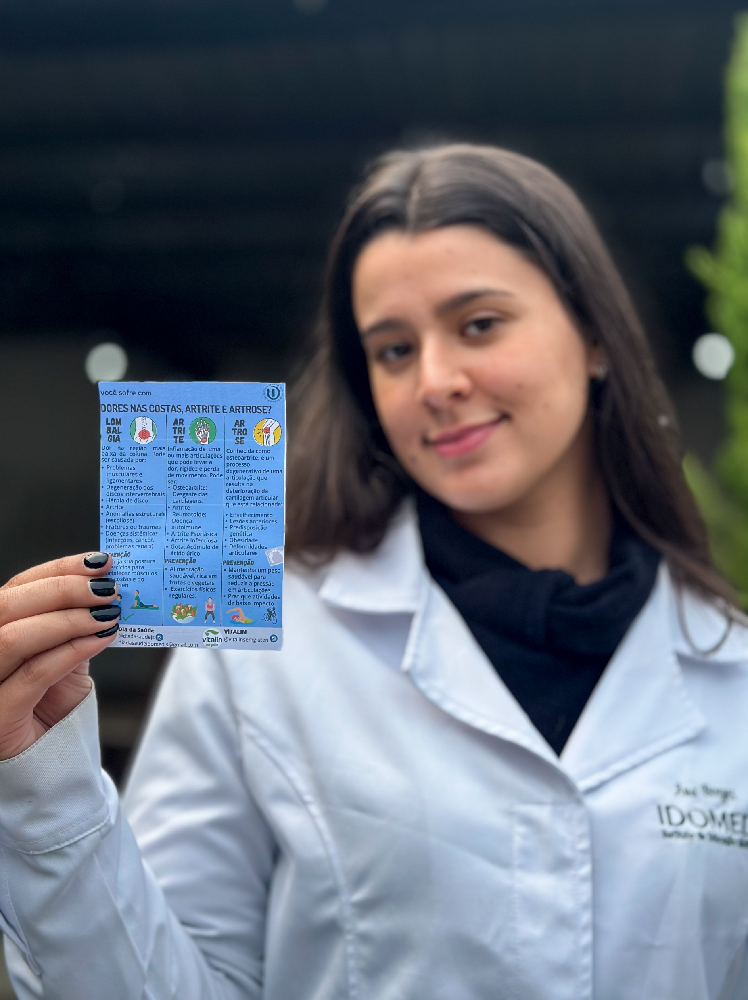 você sofre com
DORES NAS COSTAS, ARTRITE E ARTROSE?
LOM
BAL
GIA
Dor na região mais
baixa da coluna. Pode
ser causada por:
• Problemas
musculares e
ligamentares
• Degeneração dos
discos intervertebrais
• Hérnia de disco
• Artrite
• Anomalias estruturais
(escoliose)
• Fraturas ou traumas
• Doenças sistêmicas
(infecções, câncer,
problemas renais)
VENÇÃO
rrija sua postura.
ercícios para
ortalecer músculos
costas e do
men
AR
TRI
TE
Inflamação de uma
ou mais articulações
que pode levar a
dor, rigidez e perda
de movimento. Pode
ser:
• Osteoartrite:
Desgaste das
cartilagens.
• Artrite
Reumatoide:
Doença
autoimune.
• Artrite Psoriásica
• Artrite Infecciosa
• Gota: Acúmulo de
ácido úrico.
PREVENÇÃO
• Alimentação
saudável, rica em
frutas e vegetais
• Exercícios físicos
regulares.
AR
TRO
SE
Conhecida como
osteoartrite, é um
processo
degenerativo de uma
articulação que
resulta na
deterioração da
cartilagem articular
que está relacionada:
• Envelhecimento
• Lesões anteriores
• Predisposição
genética
• Obesidade
• Deformidades
articulares
PREVENÇÃO
• Mantenha um peso
saudável para
reduzir a pressão
em articulações
• Pratique atividades
de baixo impacto
Dia da Saúde
@diadasaudejs
diadasaudeidomedis@gmail.com
vitalin
sem glúten
VITALIN
@vitalinsemgluten
IDOMED